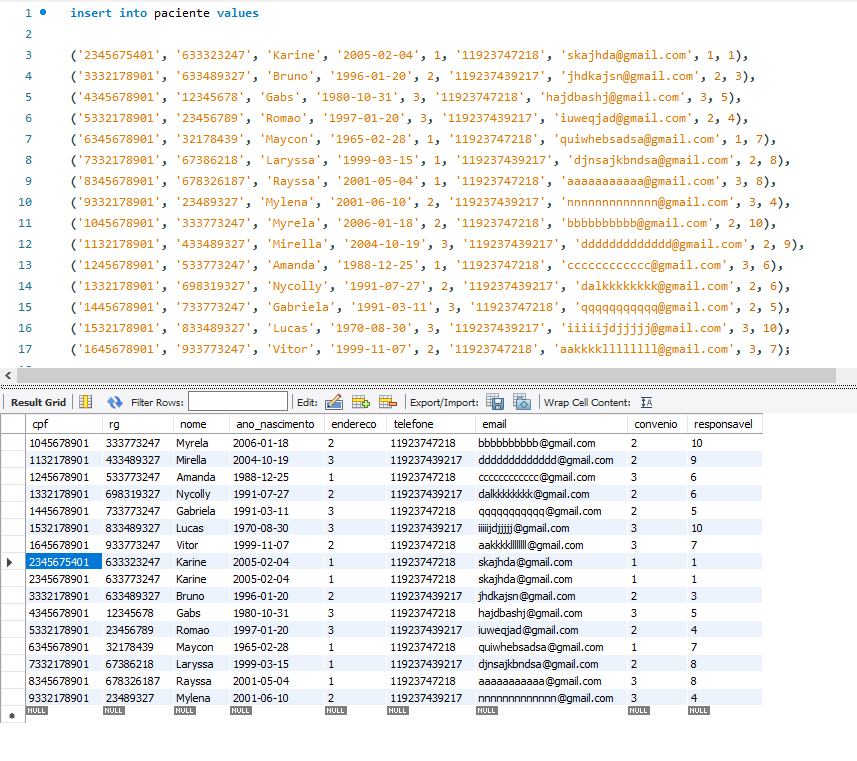 1 insert into paciente values
2
3 ('2345675401', '633323247', 'Karine', '2005-02-04', 1, '11923747218', 'skajhda@gmail.com', 1, 1),
4 ('3332178901', '633489327', 'Bruno', '1996-01-20', 2, '119237439217', 'jhdkajsn@gmail.com', 2, 3),
5 ('4345678901', '12345678', 'Gabs', '1980-10-31', 3, '11923747218', 'hajdbashj@gmail.com', 3, 5),
6 ('5332178901', '23456789', 'Romao', '1997-01-20', 3, '119237439217', 'iuweqjad@gmail.com', 2, 4),
7 ('6345678901', '32178439', 'Maycon', '1965-02-28', 1, '11923747218', 'quiwhebsadsa@gmail.com', 1, 7),
8 ('7332178901', '67386218', 'Laryssa', '1999-03-15', 1, '119237439217', 'djnsajkbndsa@gmail.com', 2, 8),
9 ('8345678901', '678326187', 'Rayssa', '2001-05-04', 1, '11923747218', 'aaaaaaaaaaa@gmail.com', 3, 8),
10 ('9332178901', '23489327', 'Mylena', '2001-06-10', 2, '119237439217', 'nnnnnnnnnnnnn@gmail.com', 3, 4),
11 ('1045678901', '333773247', 'Myrela', '2006-01-18', 2, '11923747218', 'bbbbbbbbbb@gmail.com', 2, 10),
12 ('1132178901', '433489327', 'Mirella', '2004-10-19', 3, '119237439217', 'ddddddddddddd@gmail.com', 2, 9),
13 ('1245678901', '533773247', 'Amanda', '1988-12-25', 1, '11923747218', 'cccccccccccc@gmail.com', 3, 6),
14 ('1332178901', '698319327', 'Nycolly', '1991-07-27', 2, '119237439217', 'dalkkkkkkkk@gmail.com', 2, 6),
15 ('1445678901', '733773247', 'Gabriela', '1991-03-11', 3, '11923747218', 'qqqqqqqqqqq@gmail.com', 2, 5),
16 ('1532178901', '833489327', 'Lucas', '1970-08-30', 3, '119237439217', 'iiiiijdjjjjj@gmail.com', 3, 10),
17 ('1645678901', '933773247', 'Vitor', '1999-11-07', 2, '11923747218', 'aakkkkllllllll@gmail.com', 3, 7);
Result Grid Filter Rows: Edit: Export/Import: Wrap Cell Content:
cpf rg nome ano_nascimento endereco telefone email convenio responsavel
1045678901 333773247 Myrela 2006-01-18 2 11923747218 bbbbbbbbbb@gmail.com 2 10
1132178901 433489327 Mirella 2004-10-19 3 119237439217 ddddddddddddd@gmail.com 2 9
1245678901 533773247 Amanda 1988-12-25 1 11923747218 cccccccccccc@gmail.com 3 6
1332178901 698319327 Nycolly 1991-07-27 2 119237439217 dalkkkkkkkk@gmail.com 2 6
1445678901 733773247 Gabriela 1991-03-11 3 11923747218 qqqqqqqqqqq@gmail.com 2 5
1532178901 833489327 Lucas 1970-08-30 3 119237439217 iiiiijdjjjjj@gmail.com 3 10
1645678901 933773247 Vitor 1999-11-07 2 11923747218 aakkkkllllllll@gmail.com 3 7
2345675401 633323247 Karine 2005-02-04 1 11923747218 skajhda@gmail.com 1 1
2345678901 633773247 Karine 2005-02-04 1 11923747218 skajhda@gmail.com 1 1
3332178901 633489327 Bruno 1996-01-20 2 119237439217 jhdkajsn@gmail.com 2 3
4345678901 12345678 Gabs 1980-10-31 3 11923747218 hajdbashj@gmail.com 3 5
5332178901 23456789 Romao 1997-01-20 3 119237439217 iuweqjad@gmail.com 2 4
6345678901 32178439 Maycon 1965-02-28 1 11923747218 quiwhebsadsa@gmail.com 1 7
7332178901 67386218 Laryssa 1999-03-15 1 119237439217 djnsajkbndsa@gmail.com 2 8
8345678901 678326187 Rayssa 2001-05-04 1 11923747218 aaaaaaaaaaa@gmail.com 3 8
9332178901 23489327 Mylena 2001-06-10 2 119237439217 nnnnnnnnnnnnn@gmail.com 3 4
NULL NULL NULL NULL NULL NULL NULL NULL NULL